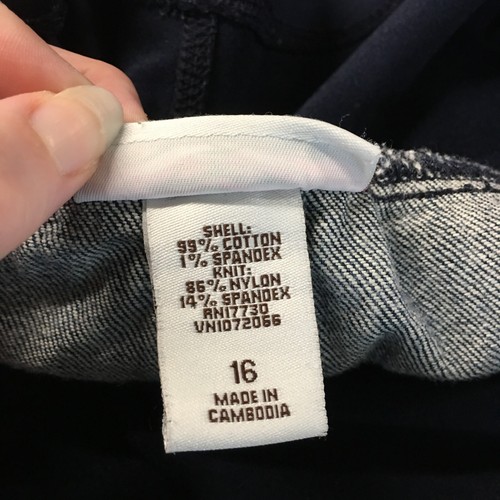 SHELL:
99% COTTON
1% SPANDEX
KNIT:
86% NYLON
14% SPANDEX
RN17730
VN1072066
16
MADE IN
CAMBODIA